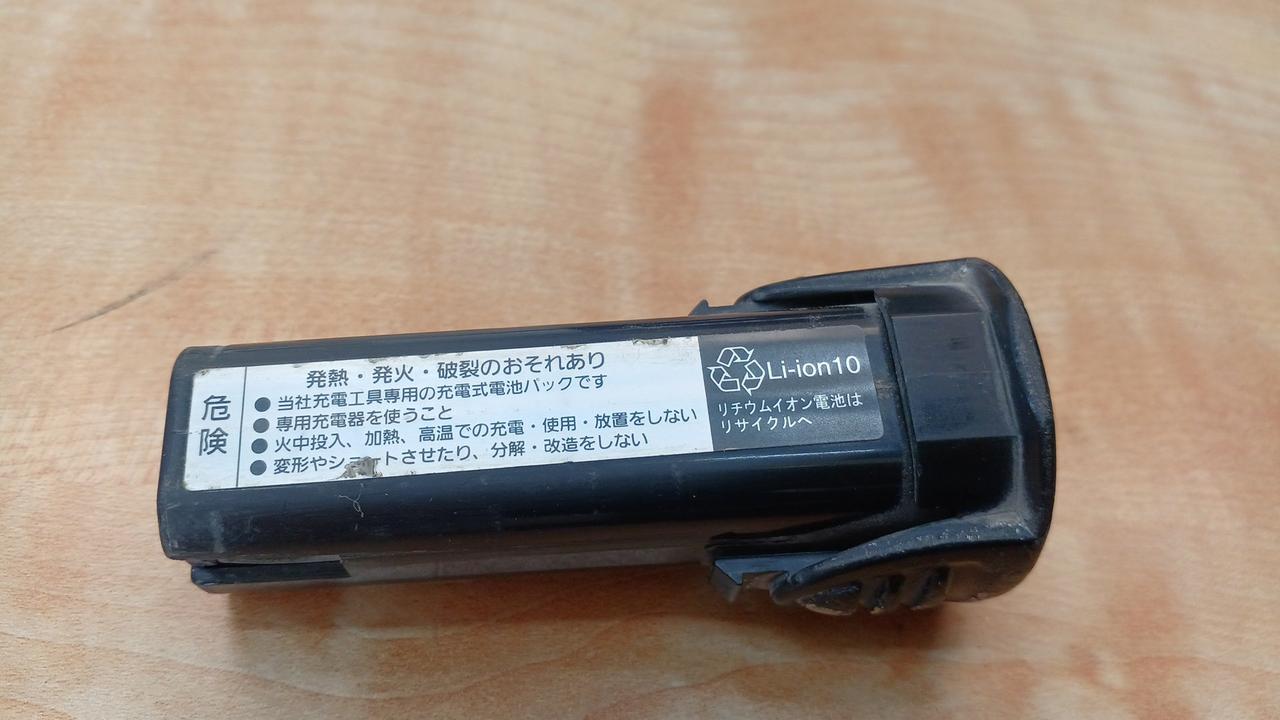 危険
発熱・発火・破裂のおそれあり
●当社充電工具専用の充電式電池パックです
●専用充電器を使うこと
●火中投入、加熱、高温での充電・使用・放置をしない
●変形やショートさせたり、分解・改造をしない
Li-ion10
リチウムイオン電池は
リサイクルへ